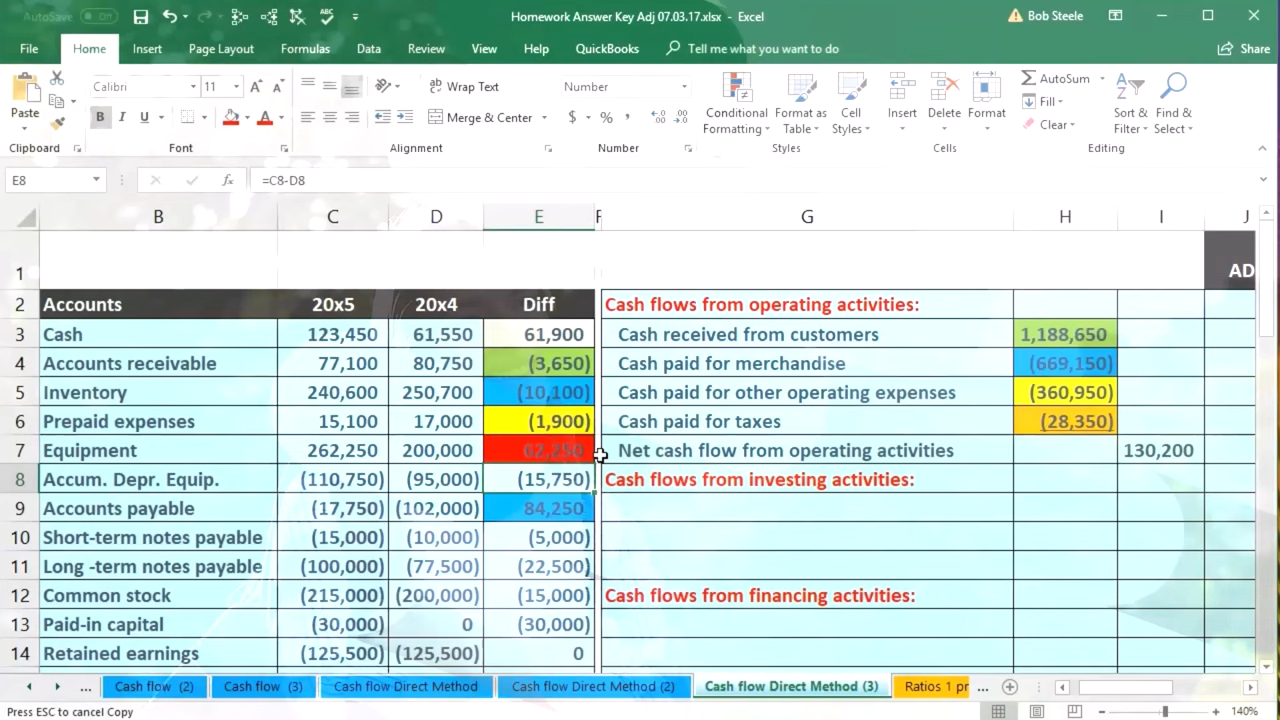 AutoSave Off
Homework Answer Key Adj 07.03.17.xlsx - Excel
Bob Steele
File Home Insert Page Layout Formulas Data Review View Help QuickBooks Tell me what you want to do Share
Paste
Calibri 11
B I U
Wrap Text
Merge & Center
Number
$ % ,
Conditional Formatting
Format as Table
Cell Styles
Insert
Delete
Format
AutoSum
Fill
Clear
Sort & Filter
Find & Select
Clipboard Font Alignment Number Styles Cells Editing
E8 fx =C8-D8
B C D E F G H I J
1 AD
2 Accounts 20x5 20x4 Diff Cash flows from operating activities:
3 Cash 123,450 61,550 61,900 Cash received from customers 1,188,650
4 Accounts receivable 77,100 80,750 (3,650) Cash paid for merchandise (669,150)
5 Inventory 240,600 250,700 (10,100) Cash paid for other operating expenses (360,950)
6 Prepaid expenses 15,100 17,000 (1,900) Cash paid for taxes (28,350)
7 Equipment 262,250 200,000 62,250 Net cash flow from operating activities 130,200
8 Accum. Depr. Equip. (110,750) (95,000) (15,750) Cash flows from investing activities:
9 Accounts payable (17,750) (102,000) 84,250
10 Short-term notes payable (15,000) (10,000) (5,000)
11 Long -term notes payable (100,000) (77,500) (22,500)
12 Common stock (215,000) (200,000) (15,000) Cash flows from financing activities:
13 Paid-in capital (30,000) 0 (30,000)
14 Retained earnings (125,500) (125,500) 0
... Cash flow (2) Cash flow (3) Cash flow Direct Method Cash flow Direct Method (2) Cash flow Direct Method (3) Ratios 1 pr ...
Press ESC to cancel Copy 140%